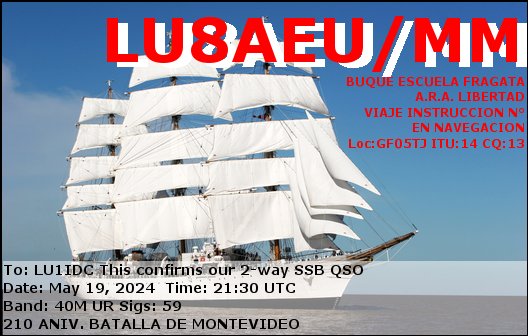 LU8AEU/MM
BUQUE ESCUELA FRAGATA
A.R.A. LIBERTAD
VIAJE INSTRUCCION Nº
EN NAVEGACION
Loc:GF05TJ ITU:14 CQ:13
To: LU1IDC This confirms our 2-way SSB QSO
Date: May 19, 2024 Time: 21:30 UTC
Band: 40M UR Sigs: 59
210 ANIV. BATALLA DE MONTEVIDEO